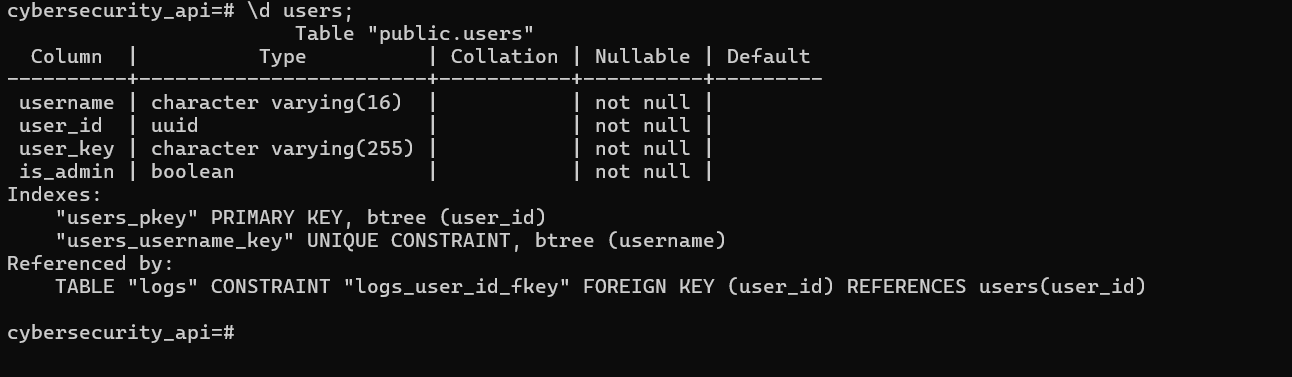 cybersecurity_api=# \d users;
                        Table "public.users"
  Column  |          Type          | Collation | Nullable | Default
----------+------------------------+-----------+----------+---------
 username | character varying(16)  |           | not null |
 user_id  | uuid                   |           | not null |
 user_key | character varying(255) |           | not null |
 is_admin | boolean                |           | not null |
Indexes:
    "users_pkey" PRIMARY KEY, btree (user_id)
    "users_username_key" UNIQUE CONSTRAINT, btree (username)
Referenced by:
    TABLE "logs" CONSTRAINT "logs_user_id_fkey" FOREIGN KEY (user_id) REFERENCES users(user_id)
cybersecurity_api=#